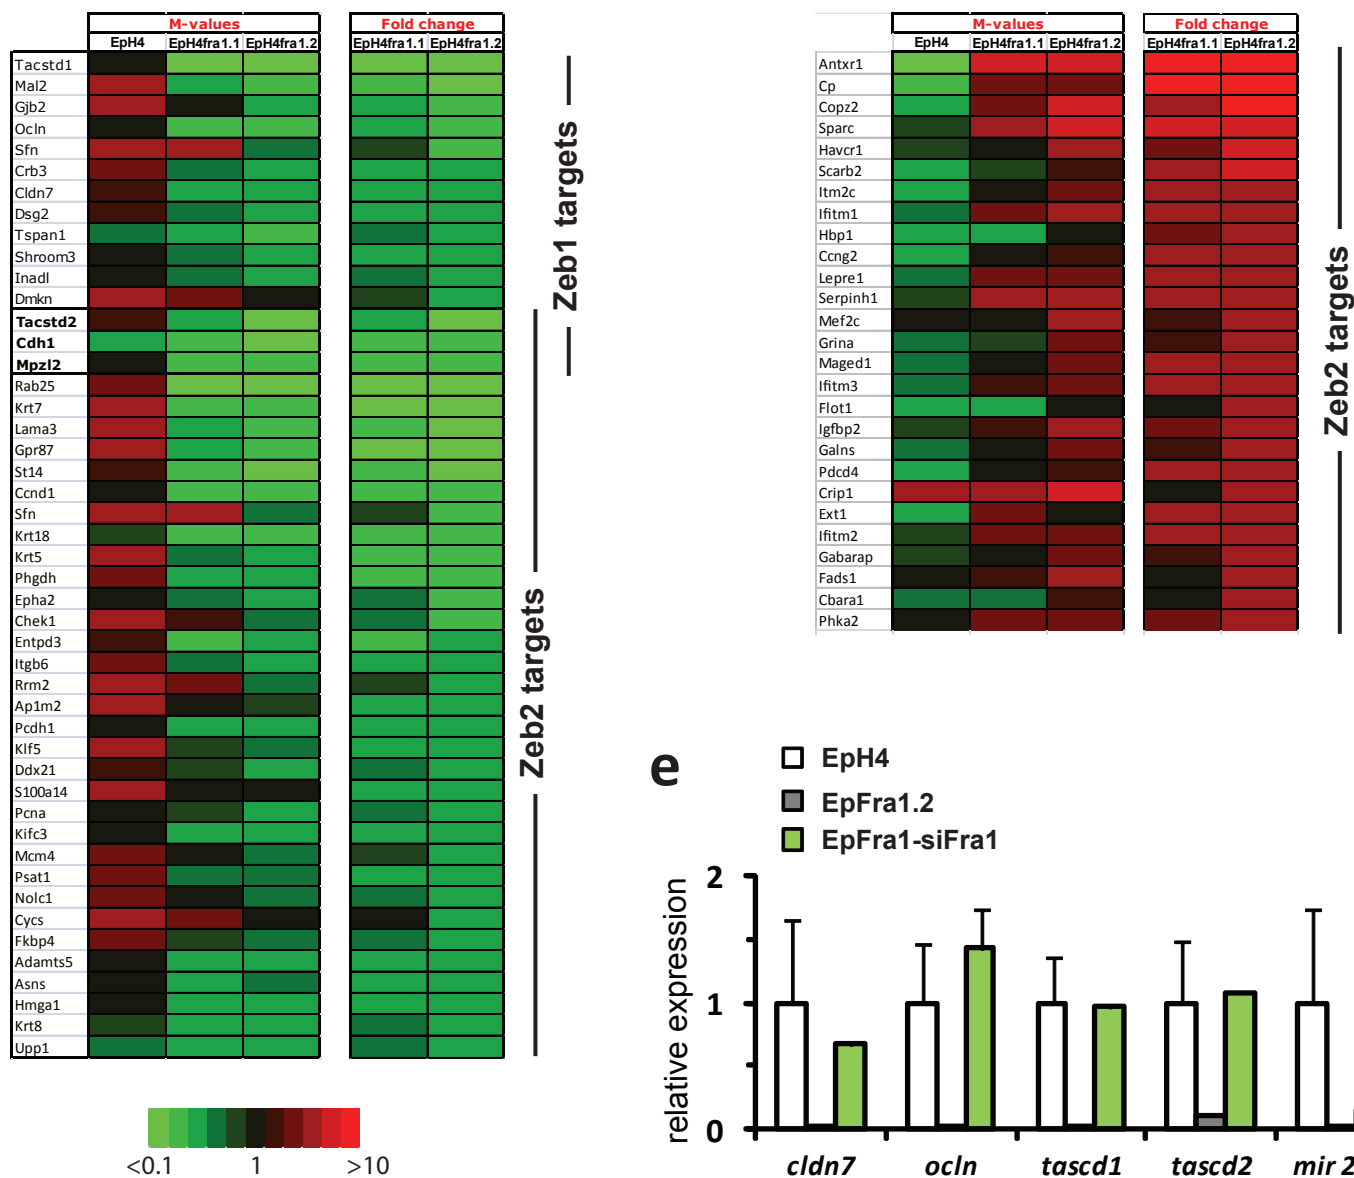 M-values
Fold change
EpH4 EpH4fra1.1 EpH4fra1.2 EpH4fra1.1 EpH4fra1.2
Tacstd1
Mal2
Gjb2
Ocln
Sfn
Crb3
Cldn7
Dsg2
Tspan1
Shroom3
Inadl
Dmkn
Tacstd2
Cdh1
Mpzl2
Rab25
Krt7
Lama3
Gpr87
St14
Ccnd1
Sfn
Krt18
Krt5
Phgdh
Epha2
Chek1
Entpd3
Itgb6
Rrm2
Ap1m2
Pcdh1
Klf5
Ddx21
S100a14
Pcna
Kifc3
Mcm4
Psat1
Nolc1
Cycs
Fkbp4
Adamts5
Asns
Hmga1
Krt8
Upp1
Zeb1 targets
Zeb2 targets
<0.1 1 >10
M-values
Fold change
EpH4 EpH4fra1.1 EpH4fra1.2 EpH4fra1.1 EpH4fra1.2
Antxr1
Cp
Copz2
Sparc
Havcr1
Scarb2
Itm2c
Ifitm1
Hbp1
Ccng2
Lepre1
Serpinh1
Mef2c
Grina
Maged1
Ifitm3
Flot1
Igfbp2
Galns
Pdcd4
Crip1
Ext1
Ifitm2
Gabarap
Fads1
Cbara1
Phka2
Zeb2 targets
e
EpH4
EpFra1.2
EpFra1-siFra1
relative expression
2
1
0
cldn7 ocln tascd1 tascd2 mir 2